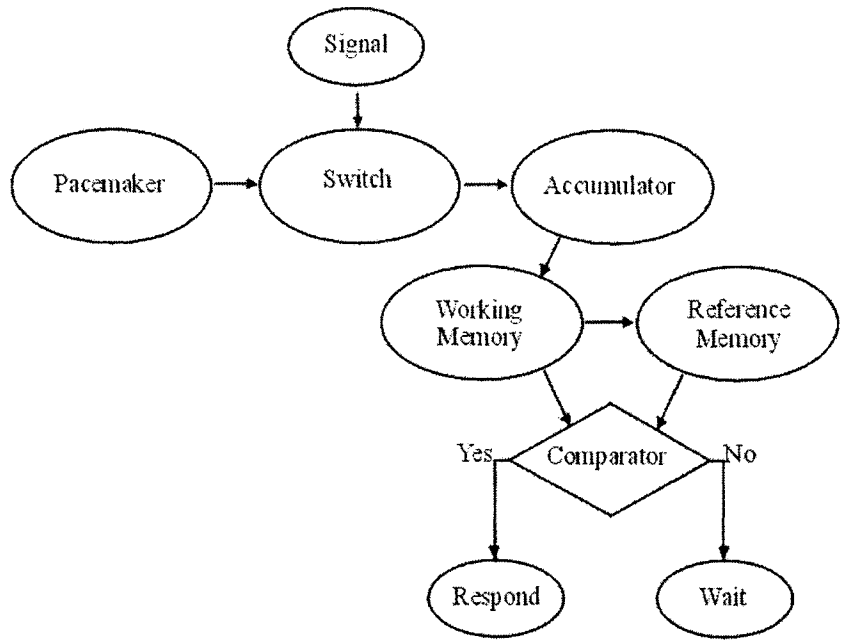 Signal
Pacemaker
Switch
Accumulator
Working
Memory
Reference
Memory
Yes
Comparator
No
Respond
Wait